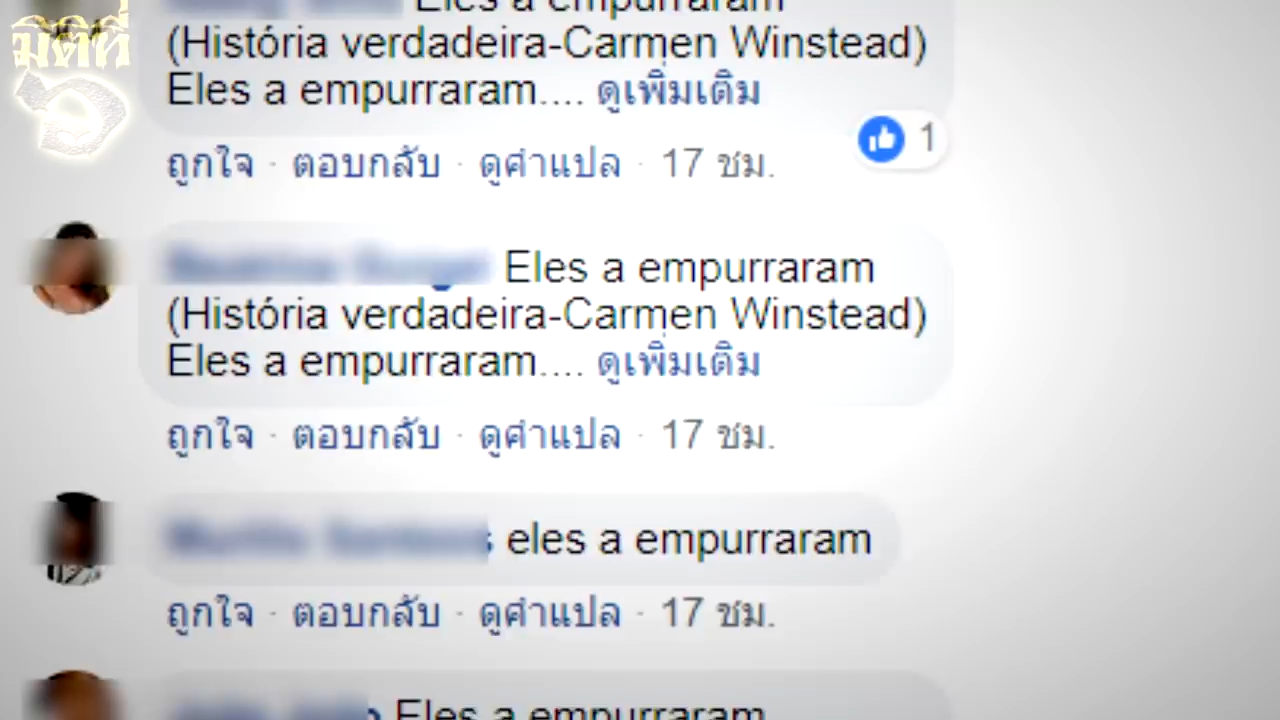 มิติที่
๖
Eles a empurraram
(História verdadeira-Carmen Winstead)
Eles a empurraram.... ดูเพิ่มเติม
1
ถูกใจ · ตอบกลับ · ดูคำแปล · 17 ชม.
Eles a empurraram
(História verdadeira-Carmen Winstead)
Eles a empurraram.... ดูเพิ่มเติม
ถูกใจ · ตอบกลับ · ดูคำแปล · 17 ชม.
eles a empurraram
ถูกใจ · ตอบกลับ · ดูคำแปล · 17 ชม.
Eles a empurraram